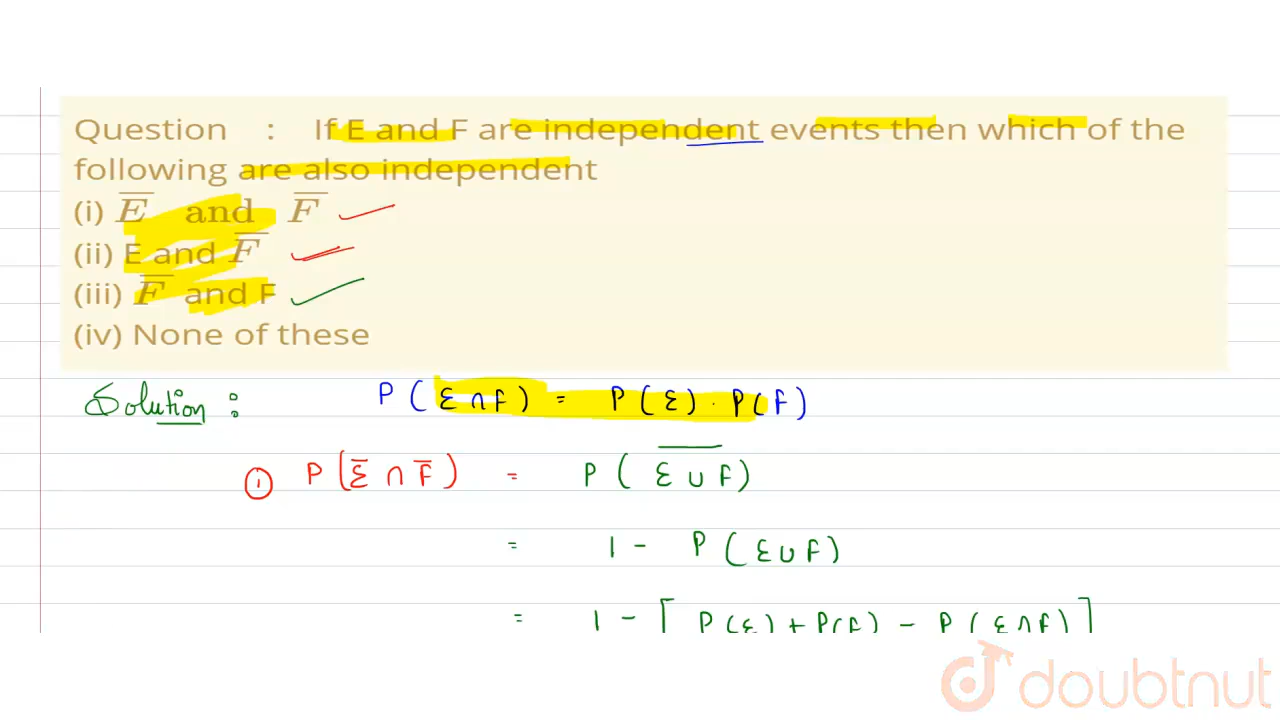 Question : If E and F are independent events then which of the
following are also independent
(i) E̅ and F̅
(ii) E and F̅
(iii) F̅ and F
(iv) None of these
Solution : P ( E ∩ F ) = P ( E ) . P ( F )
① P ( E̅ ∩ F̅ ) = P ( \overline{E ∪ F} )
= 1 - P ( E ∪ F )
= 1 - [ P ( E ) + P ( F ) - P ( E ∩ F ) ]
doubtnut